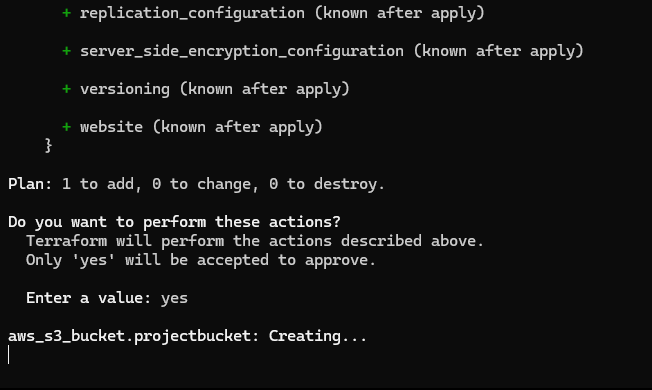 + replication_configuration (known after apply)
+ server_side_encryption_configuration (known after apply)
+ versioning (known after apply)
+ website (known after apply)
}
Plan: 1 to add, 0 to change, 0 to destroy.
Do you want to perform these actions?
Terraform will perform the actions described above.
Only 'yes' will be accepted to approve.
Enter a value: yes
aws_s3_bucket.projectbucket: Creating...